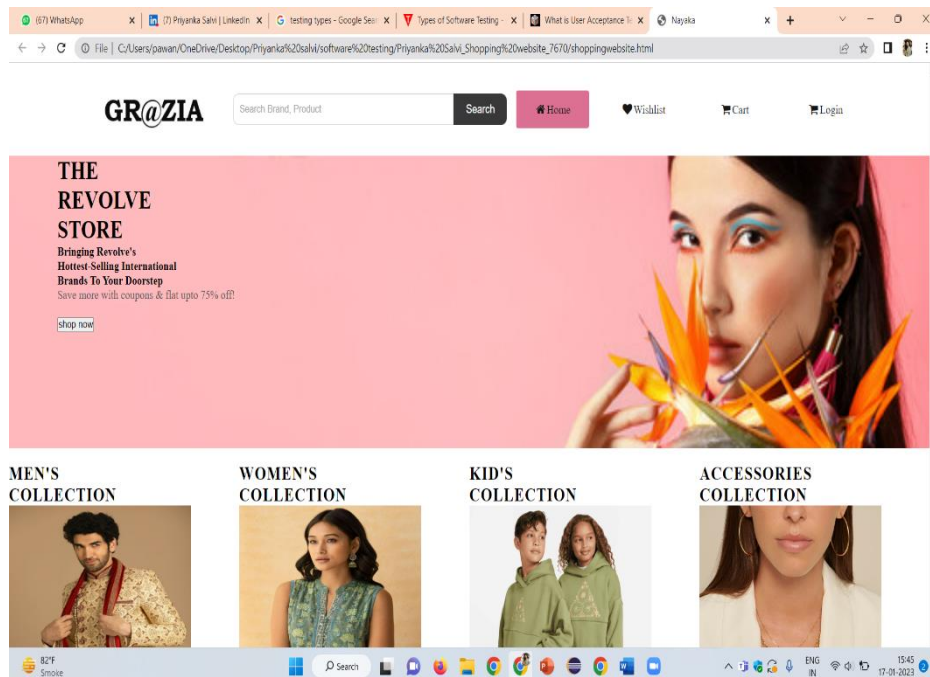 (67) WhatsApp
(7) Priyanka Salvi | LinkedIn
testing types - Google Sear
Types of Software Testing -
What is User Acceptance Te
Nayaka
File | C:/Users/pawan/OneDrive/Desktop/Priyanka%20salvi/software%20testing/Priyanka%20Salvi_Shopping%20website_7670/shoppingwebsite.html
GR@ZIA
Search Brand, Product
Search
Home
Wishlist
Cart
Login
THE
REVOLVE
STORE
Bringing Revolve's
Hottest-Selling International
Brands To Your Doorstep
Save more with coupons & flat upto 75% off!
shop now
MEN'S
COLLECTION
WOMEN'S
COLLECTION
KID'S
COLLECTION
ACCESSORIES
COLLECTION
82°F
Smoke
Search
ENG
IN
15:45
17-01-2023
2